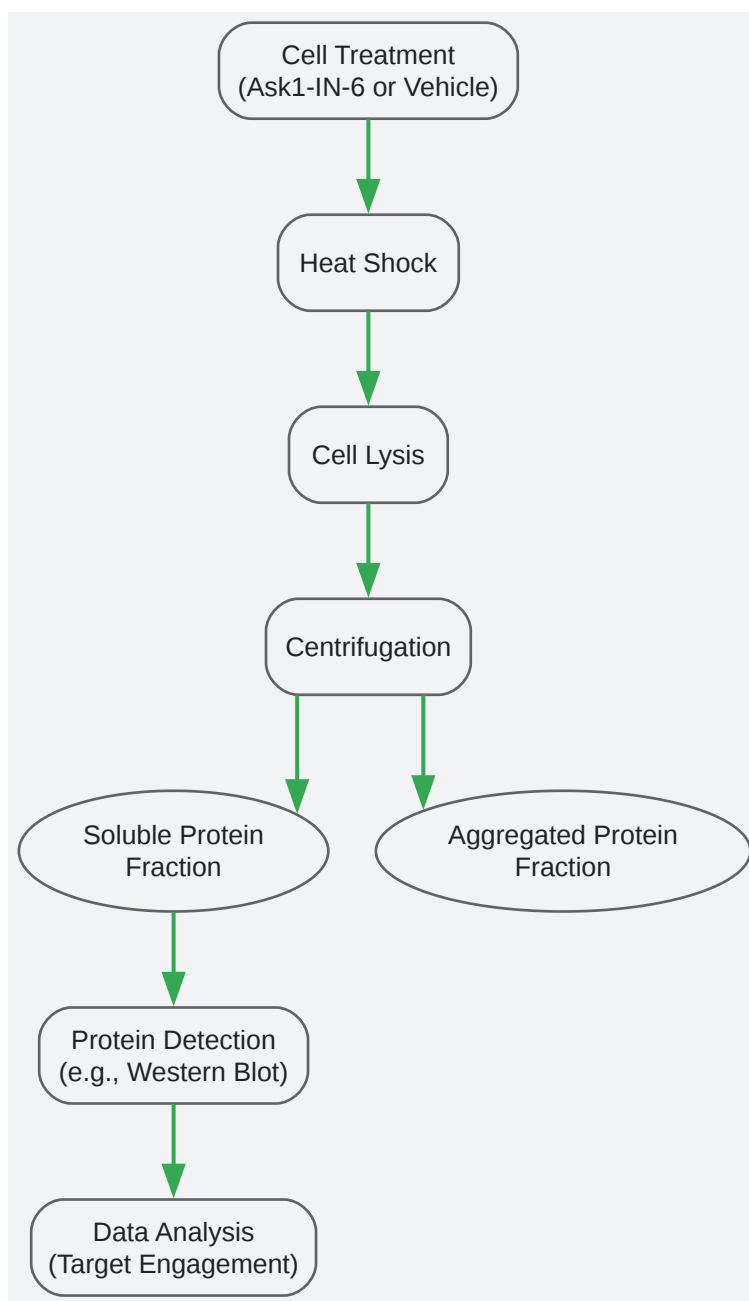 Cell Treatment
(Ask1-IN-6 or Vehicle)
Heat Shock
Cell Lysis
Centrifugation
Soluble Protein
Fraction
Aggregated Protein
Fraction
Protein Detection
(e.g., Western Blot)
Data Analysis
(Target Engagement)